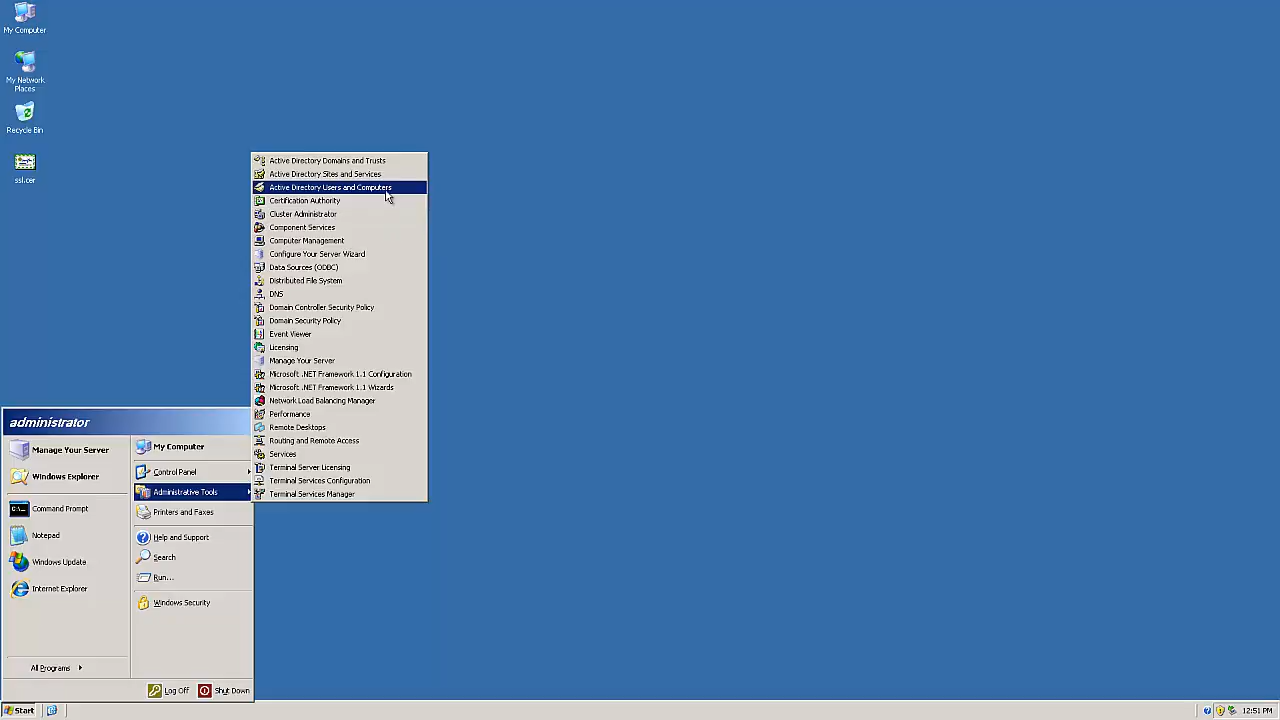 My Computer
My Network
Places
Recycle Bin
ssl.cer
Active Directory Domains and Trusts
Active Directory Sites and Services
Active Directory Users and Computers
Certification Authority
Cluster Administrator
Component Services
Computer Management
Configure Your Server Wizard
Data Sources (ODBC)
Distributed File System
DNS
Domain Controller Security Policy
Domain Security Policy
Event Viewer
Licensing
Manage Your Server
Microsoft .NET Framework 1.1 Configuration
Microsoft .NET Framework 1.1 Wizards
Network Load Balancing Manager
Performance
Remote Desktops
Routing and Remote Access
Services
Terminal Server Licensing
Terminal Services Configuration
Terminal Services Manager
administrator
Manage Your Server
Windows Explorer
Command Prompt
Notepad
Windows Update
Internet Explorer
All Programs
My Computer
Control Panel
Administrative Tools
Printers and Faxes
Help and Support
Search
Run...
Windows Security
Log Off
Shut Down
Start
12:51 PM